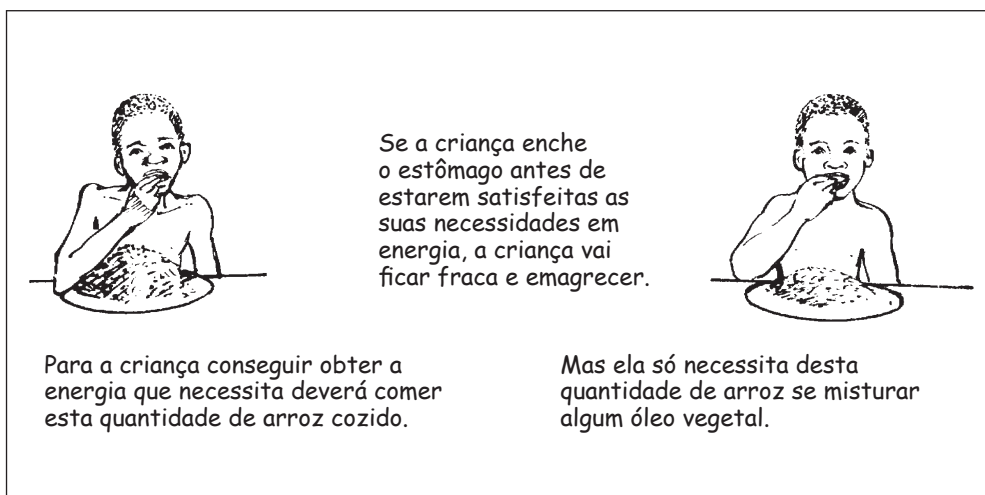 Se a criança enche
o estômago antes de
estarem satisfeitas as
suas necessidades em
energia, a criança vai
ficar fraca e emagrecer.
Para a criança conseguir obter a
energia que necessita deverá comer
esta quantidade de arroz cozido.
Mas ela só necessita desta
quantidade de arroz se misturar
algum óleo vegetal.